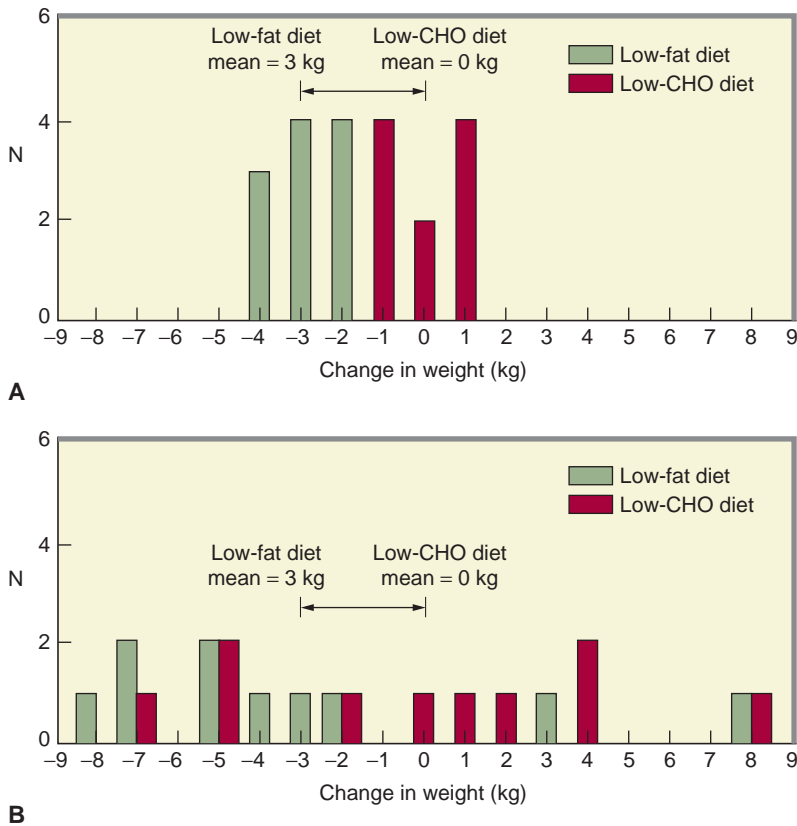 6
Low-fat diet
mean = 3 kg
Low-CHO diet
mean = 0 kg
Low-fat diet
Low-CHO diet
4
N
2
0
–9 –8 –7 –6 –5 –4 –3 –2 –1 0 1 2 3 4 5 6 7 8 9
Change in weight (kg)
A
6
Low-fat diet
Low-CHO diet
4
Low-fat diet
mean = 3 kg
Low-CHO diet
mean = 0 kg
N
2
0
–9 –8 –7 –6 –5 –4 –3 –2 –1 0 1 2 3 4 5 6 7 8 9
Change in weight (kg)
B